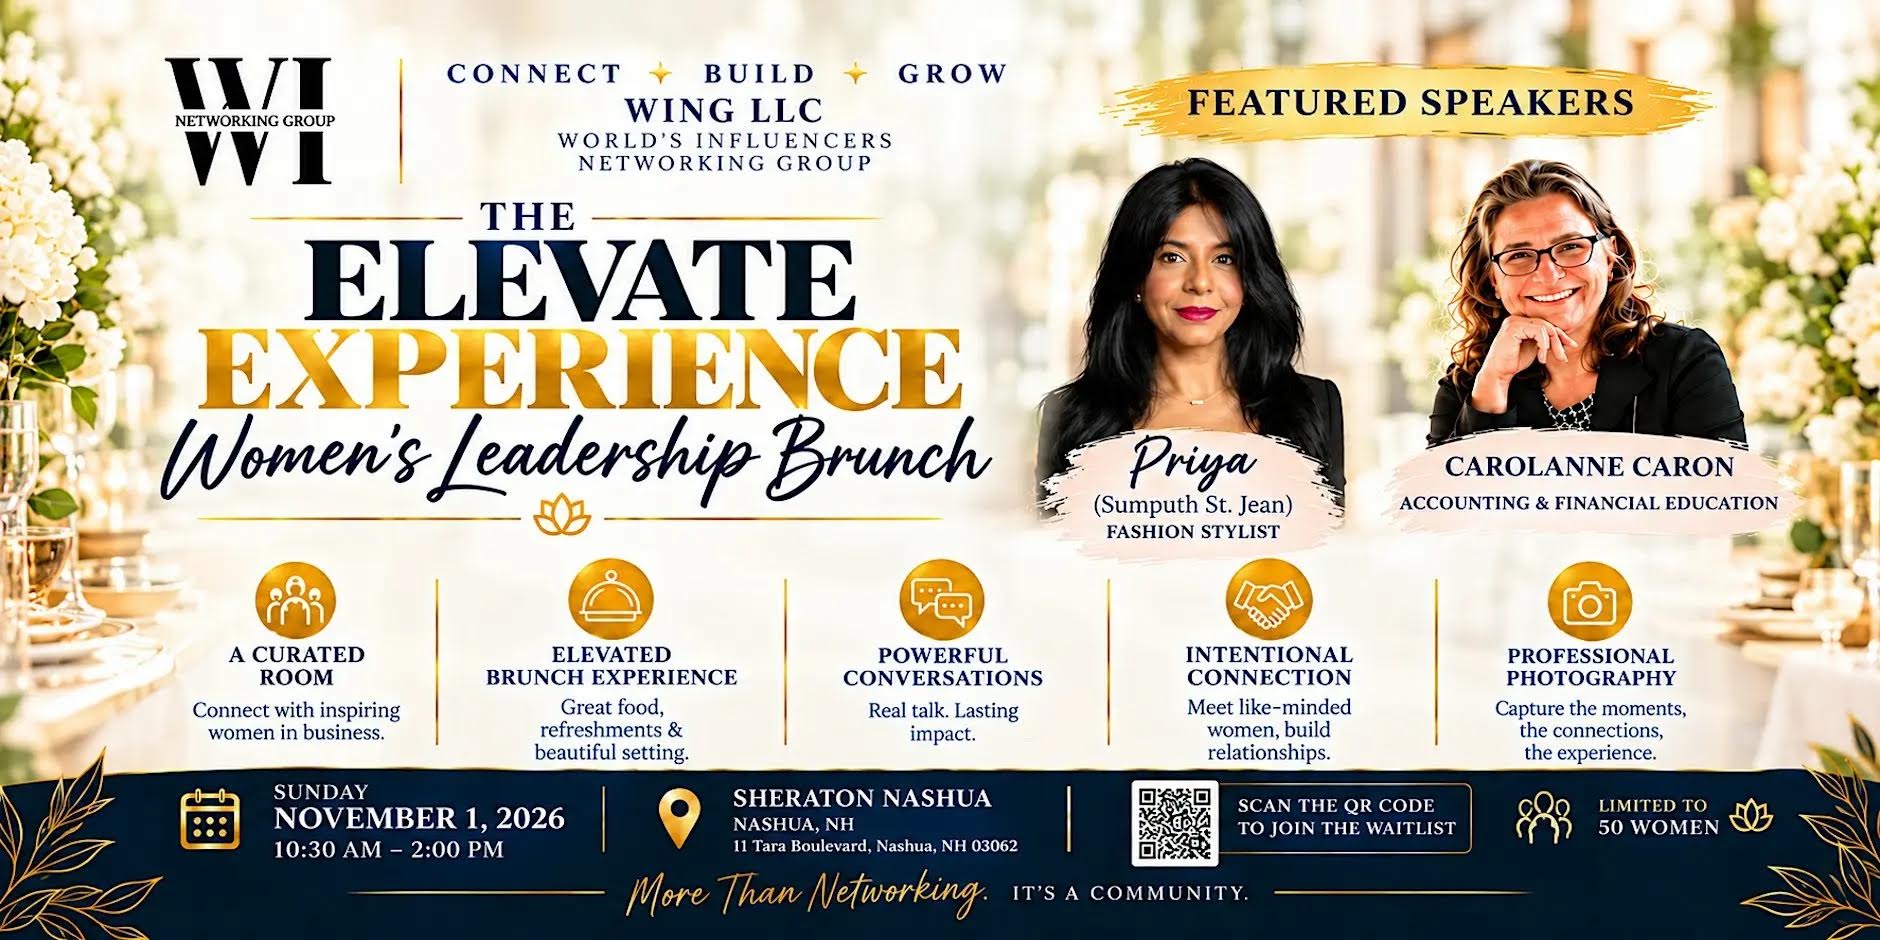 WI
NETWORKING GROUP
WI
CONNECT BUILD GROW
WING LLC
WORLD'S INFLUENCERS
NETWORKING GROUP
THE
ELEVATE
EXPERIENCE
Women's Leadership Brunch
FEATURED SPEAKERS
Priya
(Sumputh St. Jean)
FASHION STYLIST
CAROLANNE CARON
ACCOUNTING & FINANCIAL EDUCATION
A CURATED
ROOM
Connect with inspiring
women in business.
ELEVATED
BRUNCH EXPERIENCE
Great food,
refreshments &
beautiful setting.
POWERFUL
CONVERSATIONS
Real talk. Lasting
impact.
INTENTIONAL
CONNECTION
Meet like-minded
women, build
relationships.
PROFESSIONAL
PHOTOGRAPHY
Capture the moments,
the connections,
the experience.
SUNDAY
NOVEMBER 1, 2026
10:30 AM – 2:00 PM
SHERATON NASHUA
NASHUA, NH
11 Tara Boulevard, Nashua, NH 03062
SCAN THE QR CODE
TO JOIN THE WAITLIST
LIMITED TO
50 WOMEN
More Than Networking. IT'S A COMMUNITY.